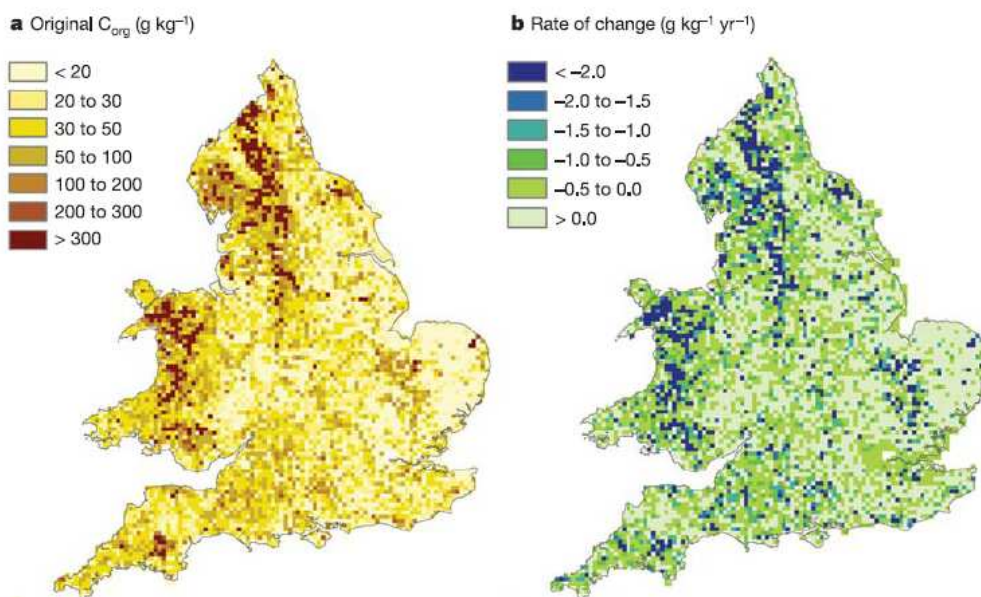 a Original C_org (g kg⁻¹)
< 20
20 to 30
30 to 50
50 to 100
100 to 200
200 to 300
> 300
b Rate of change (g kg⁻¹ yr⁻¹)
< –2.0
–2.0 to –1.5
–1.5 to –1.0
–1.0 to –0.5
–0.5 to 0.0
> 0.0